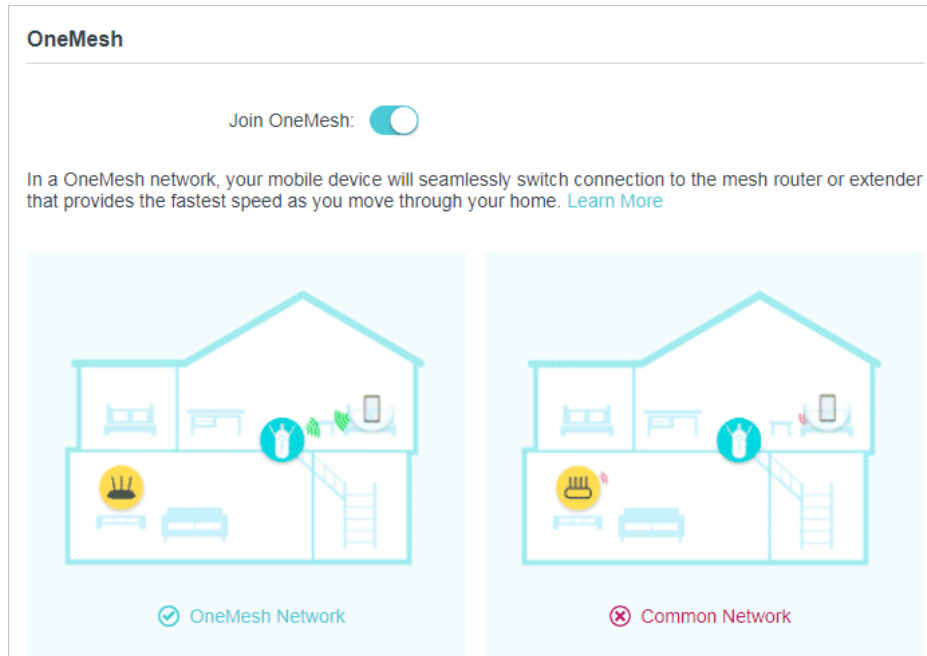 OneMesh
Join OneMesh:
In a OneMesh network, your mobile device will seamlessly switch connection to the mesh router or extender
that provides the fastest speed as you move through your home. Learn More
OneMesh Network
Common Network